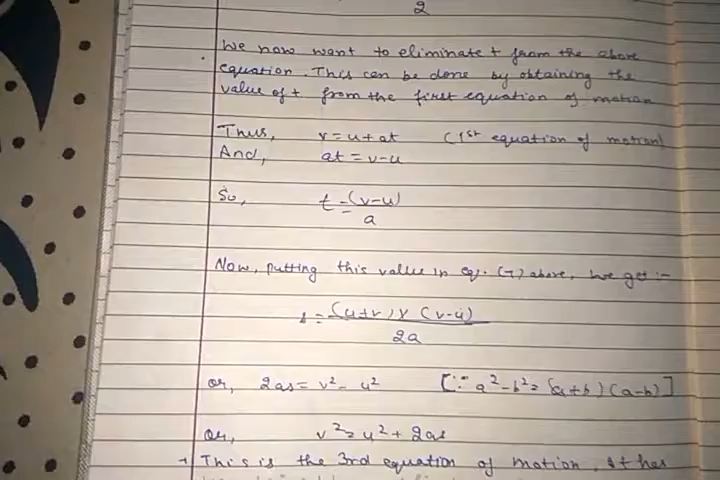 2
We now want to eliminate t from the above
equation. This can be done by obtaining the
value of t from the first equation of motion
Thus, v = u + at (1st equation of motion)
And, at = v-u
So, t = (v-u)
a
Now, putting this value in eq. (7) above, we get :-
s = (u+v) x (v-u)
2a
or, 2as = v² - u² [∵ a² - b² = (a+b) (a-b)]
or, v² = u² + 2as
→ This is the 3rd equation of motion. It has